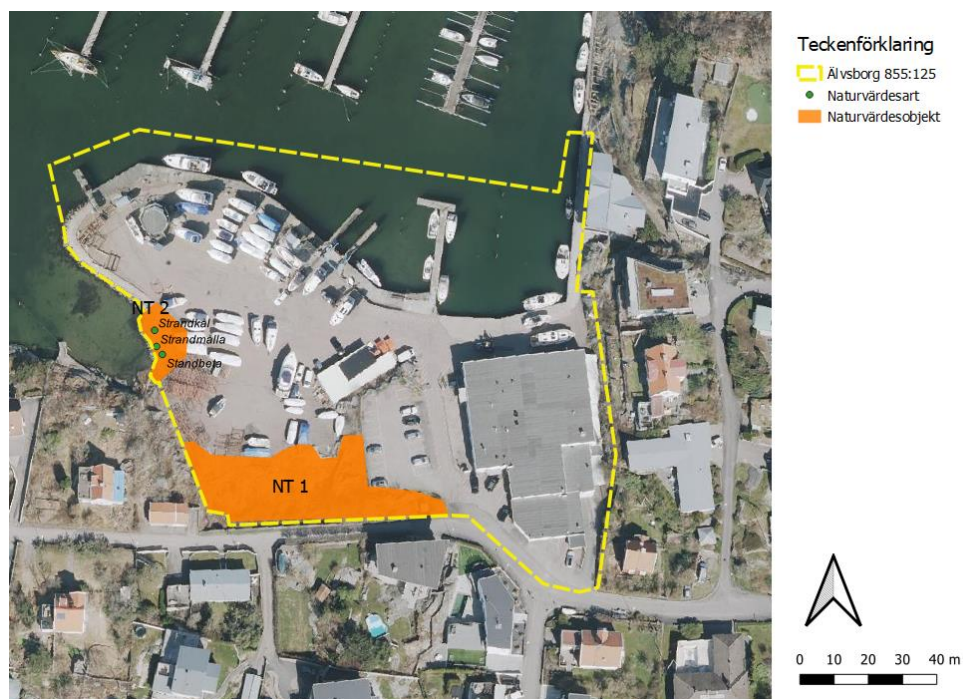 Teckenförklaring
Älvsborg 855:125
Naturvärdesart
Naturvärdesobjekt
NT 2
Strandkål
Strandmålla
Standbeta
NT 1
0 10 20 30 40 m